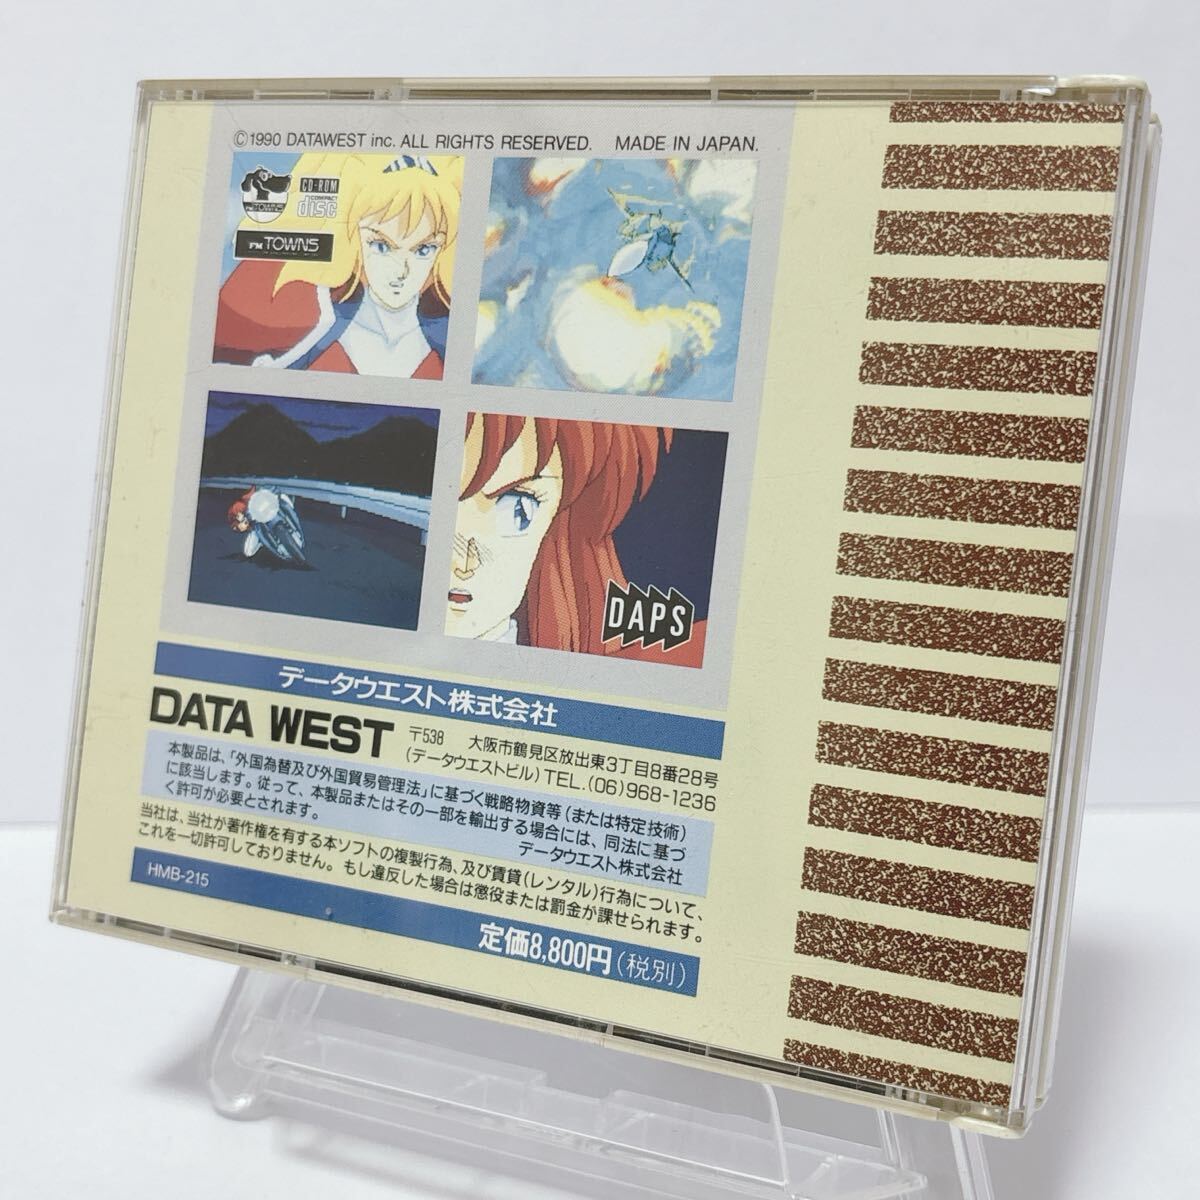 ©1990 DATAWEST inc. ALL RIGHTS RESERVED. MADE IN JAPAN.
CD-ROM
COMPACT
disc
FM TOWNS
FM TOWNS
DAPS
データウエスト株式会社
DATA WEST
〒538 大阪市鶴見区放出東3丁目8番28号
(データウエストビル) TEL. (06) 968-1236
本製品は、「外国為替及び外国貿易管理法」に基づく戦略物資等 (または特定技術)
に該当します。従って、本製品またはその一部を輸出する場合には、同法に基づ
く許可が必要とされます。
データウエスト株式会社
当社は、当社が著作権を有する本ソフトの複製行為、及び賃貸 (レンタル) 行為について、
これを一切許可しておりません。もし違反した場合は懲役または罰金が課せられます。
HMB-215
定価8,800円 (税別)